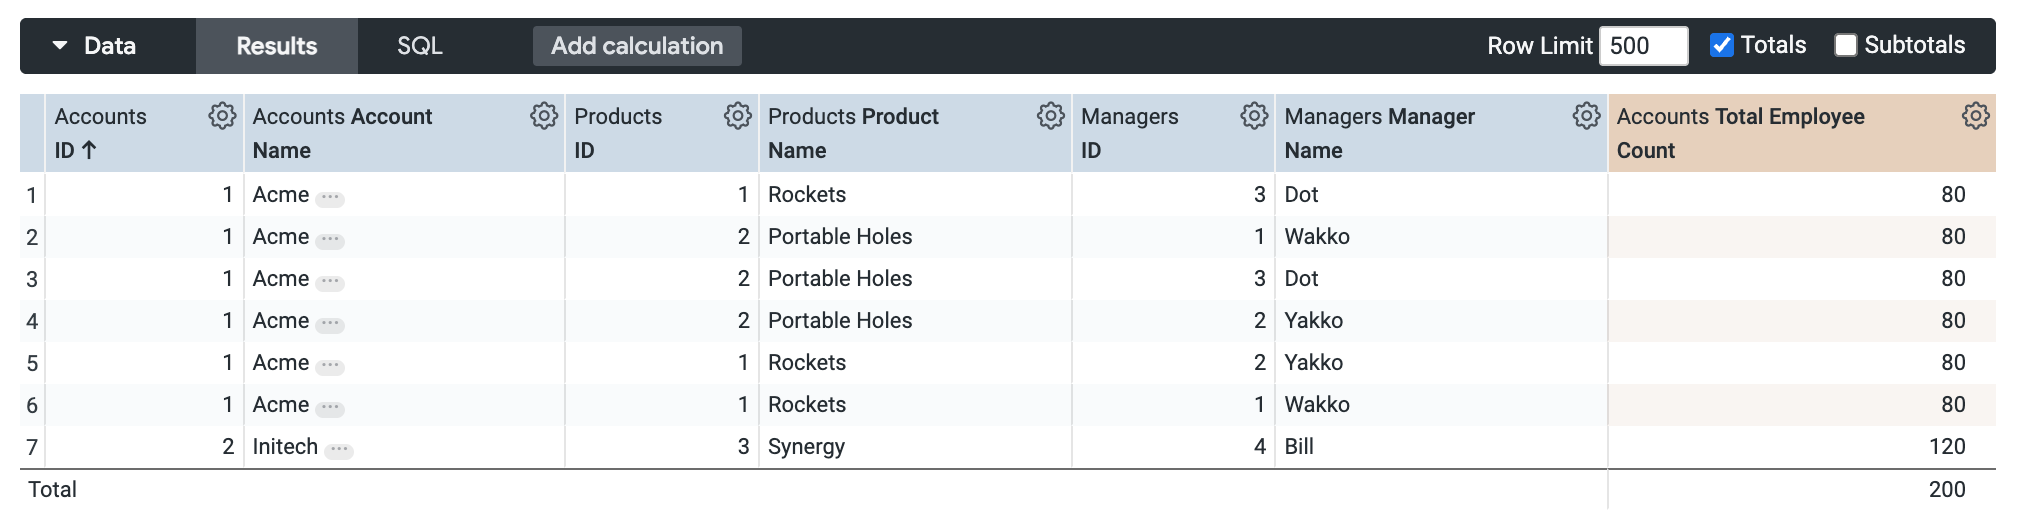 Data Results SQL Add calculation Row Limit 500 Totals Subtotals
Accounts Accounts Account Products Products Product Managers Managers Manager Accounts Total Employee
ID ↑ Name ID Name ID Name Count
1 1 Acme ... 1 Rockets 3 Dot 80
2 1 Acme ... 2 Portable Holes 1 Wakko 80
3 1 Acme ... 2 Portable Holes 3 Dot 80
4 1 Acme ... 2 Portable Holes 2 Yakko 80
5 1 Acme ... 1 Rockets 2 Yakko 80
6 1 Acme ... 1 Rockets 1 Wakko 80
7 2 Initech ... 3 Synergy 4 Bill 120
Total 200